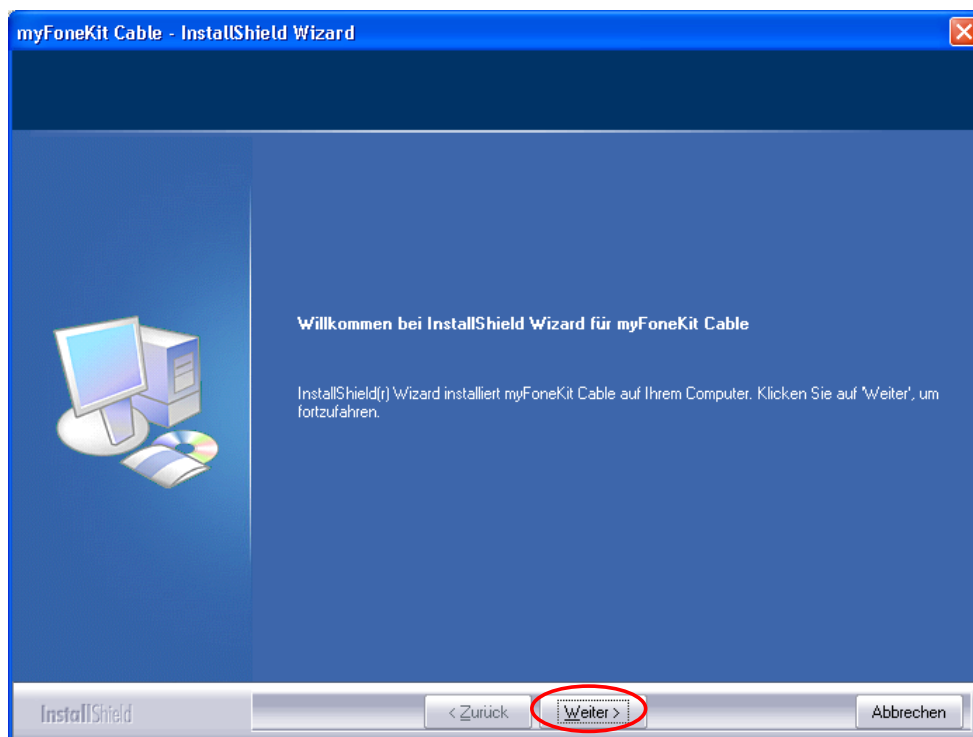 myFoneKit Cable - InstallShield Wizard
Willkommen bei InstallShield Wizard für myFoneKit Cable
InstallShield(r) Wizard installiert myFoneKit Cable auf Ihrem Computer. Klicken Sie auf 'Weiter', um
fortzufahren.
InstallShield
< Zurück
Weiter >
Abbrechen